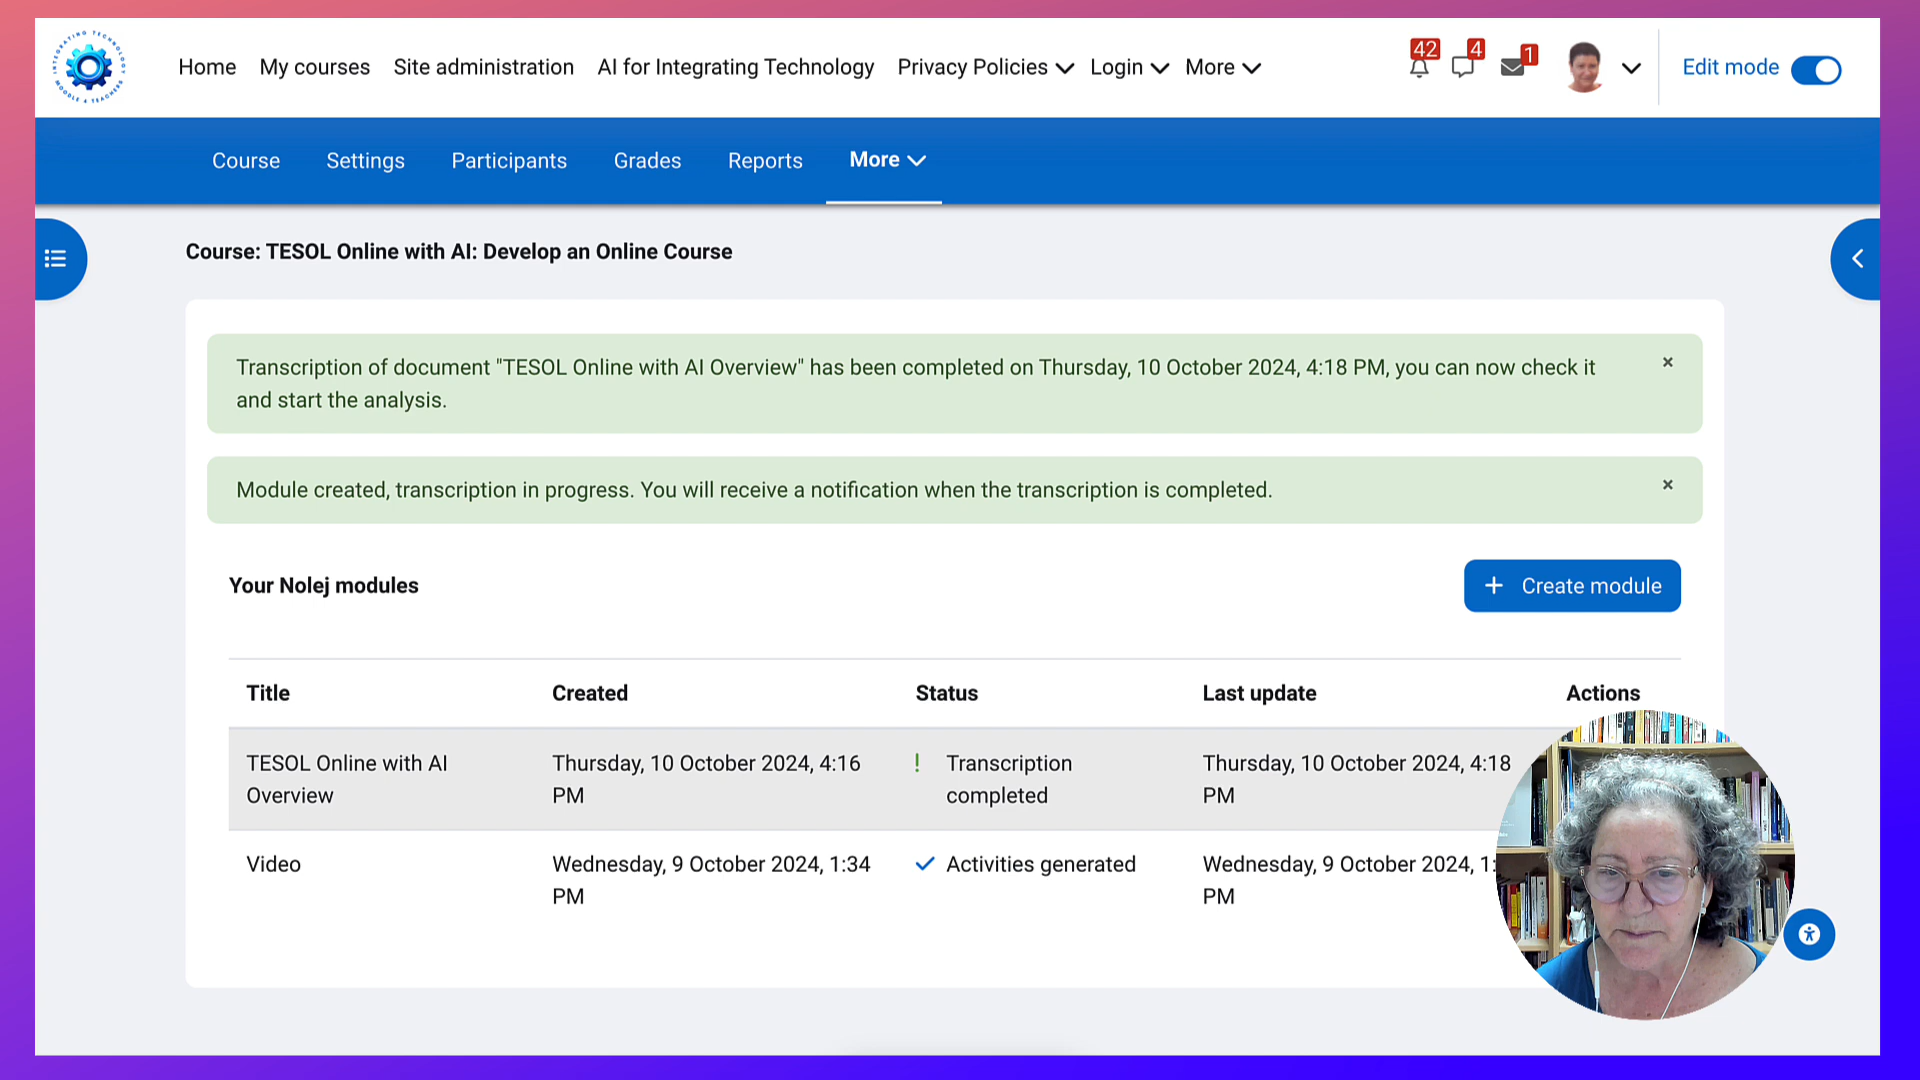 INTEGRATING TECHNOLOGY
MOODLE 4 TEACHERS
Home My courses Site administration AI for Integrating Technology Privacy Policies Login More 42 4 1 Edit mode
Course Settings Participants Grades Reports More
Course: TESOL Online with AI: Develop an Online Course
Transcription of document "TESOL Online with AI Overview" has been completed on Thursday, 10 October 2024, 4:18 PM, you can now check it
and start the analysis.
×
Module created, transcription in progress. You will receive a notification when the transcription is completed.
×
Your Nolej modules
+ Create module
Title Created Status Last update Actions
TESOL Online with AI Thursday, 10 October 2024, 4:16 ! Transcription Thursday, 10 October 2024, 4:18
Overview PM completed PM
Video Wednesday, 9 October 2024, 1:34 Activities generated Wednesday, 9 October 2024, 1:
PM PM